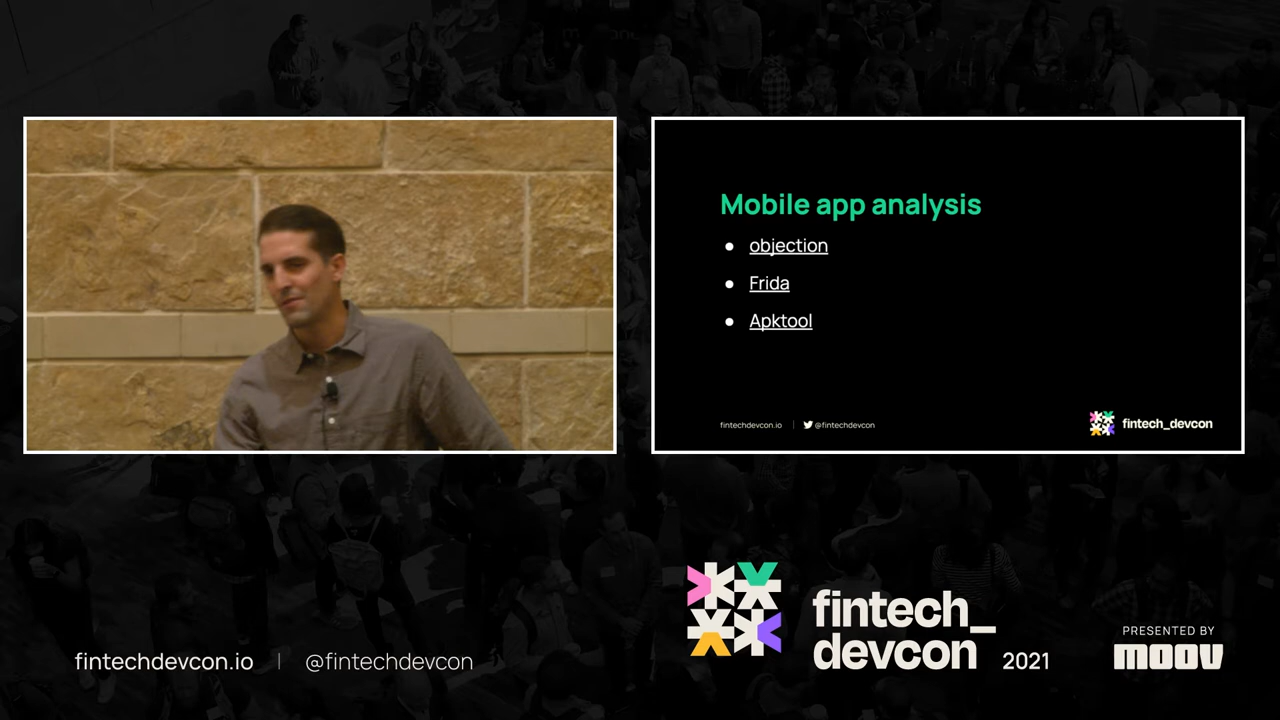 Mobile app analysis
● objection
● Frida
● Apktool
fintechdevcon.io | @fintechdevcon
fintech_devcon
fintechdevcon.io | @fintechdevcon
fintech_
devcon 2021
PRESENTED BY
moov